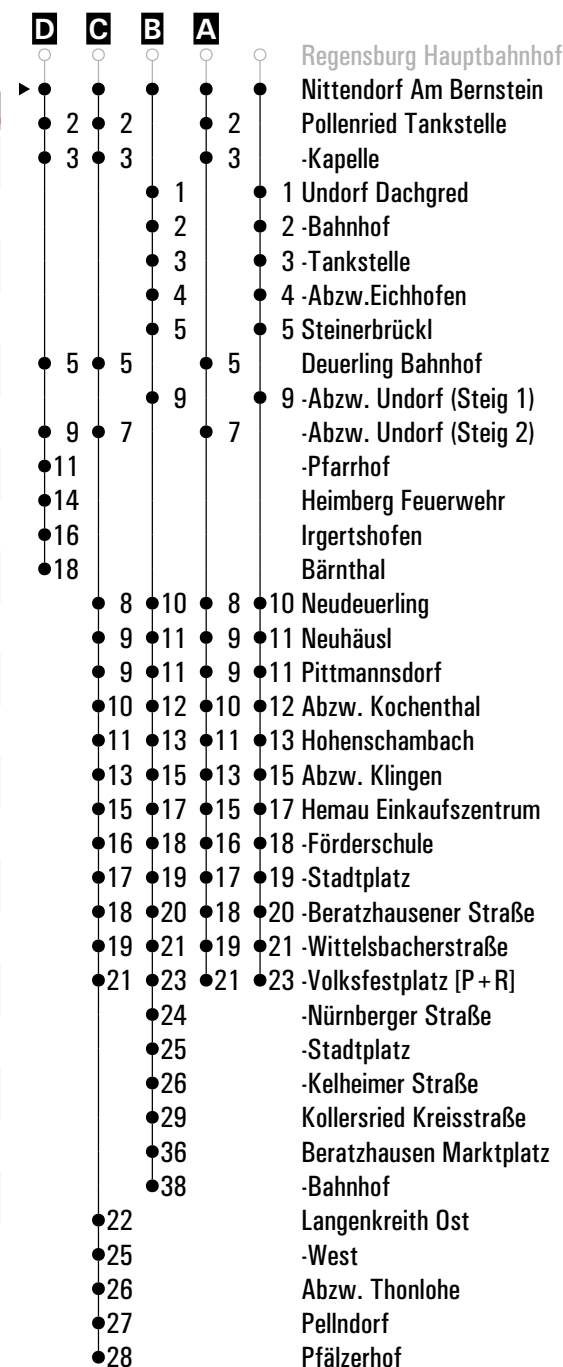 D C B A
Regensburg Hauptbahnhof
Nittendorf Am Bernstein
2 2 2 Pollenried Tankstelle
3 3 3 -Kapelle
1 1 Undorf Dachgred
2 2 -Bahnhof
3 3 -Tankstelle
4 4 -Abzw.Eichhofen
5 5 Steinerbrückl
5 5 5 Deuerling Bahnhof
9 9 -Abzw. Undorf (Steig 1)
9 7 7 -Abzw. Undorf (Steig 2)
11 -Pfarrhof
14 Heimberg Feuerwehr
16 Irgertshofen
18 Bärnthal
8 10 8 10 Neudeuerling
9 11 9 11 Neuhäusl
9 11 9 11 Pittmannsdorf
10 12 10 12 Abzw. Kochenthal
11 13 11 13 Hohenschambach
13 15 13 15 Abzw. Klingen
15 17 15 17 Hemau Einkaufszentrum
16 18 16 18 -Förderschule
17 19 17 19 -Stadtplatz
18 20 18 20 -Beratzhausener Straße
19 21 19 21 -Wittelsbacherstraße
21 23 21 23 -Volksfestplatz [P+R]
24 -Nürnberger Straße
25 -Stadtplatz
26 -Kelheimer Straße
29 Kollersried Kreisstraße
36 Beratzhausen Marktplatz
38 -Bahnhof
22 Langenkreith Ost
25 -West
26 Abzw. Thonlohe
27 Pellndorf
28 Pfälzerhof